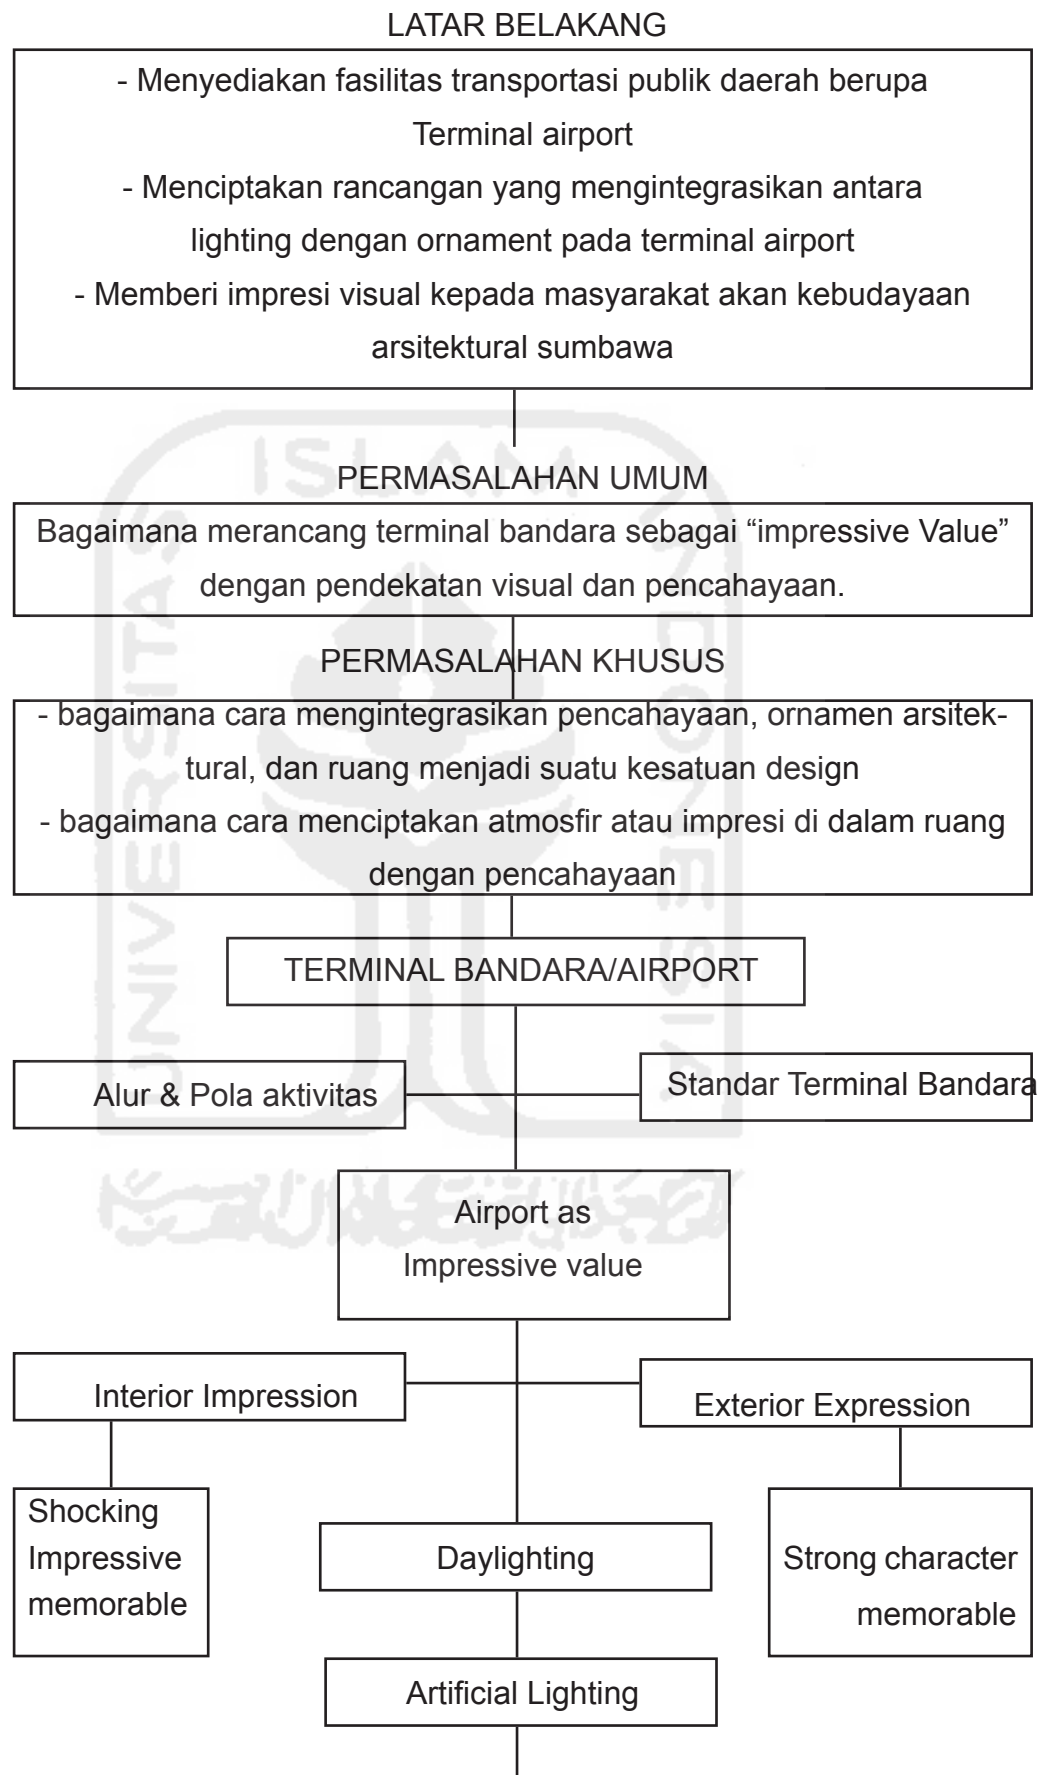 LATAR BELAKANG
- Menyediakan fasilitas transportasi publik daerah berupa
Terminal airport
- Menciptakan rancangan yang mengintegrasikan antara
lighting dengan ornament pada terminal airport
- Memberi impresi visual kepada masyarakat akan kebudayaan
arsitektural sumbawa
PERMASALAHAN UMUM
Bagaimana merancang terminal bandara sebagai “impressive Value”
dengan pendekatan visual dan pencahayaan.
PERMASALAHAN KHUSUS
- bagaimana cara mengintegrasikan pencahayaan, ornamen arsitek-
tural, dan ruang menjadi suatu kesatuan design
- bagaimana cara menciptakan atmosfir atau impresi di dalam ruang
dengan pencahayaan
TERMINAL BANDARA/AIRPORT
Alur & Pola aktivitas
Standar Terminal Bandara
Airport as
Impressive value
Interior Impression
Exterior Expression
Shocking
Impressive
memorable
Daylighting
Strong character
memorable
Artificial Lighting
UNIVERSITAS
ISLAM
INDONESIA